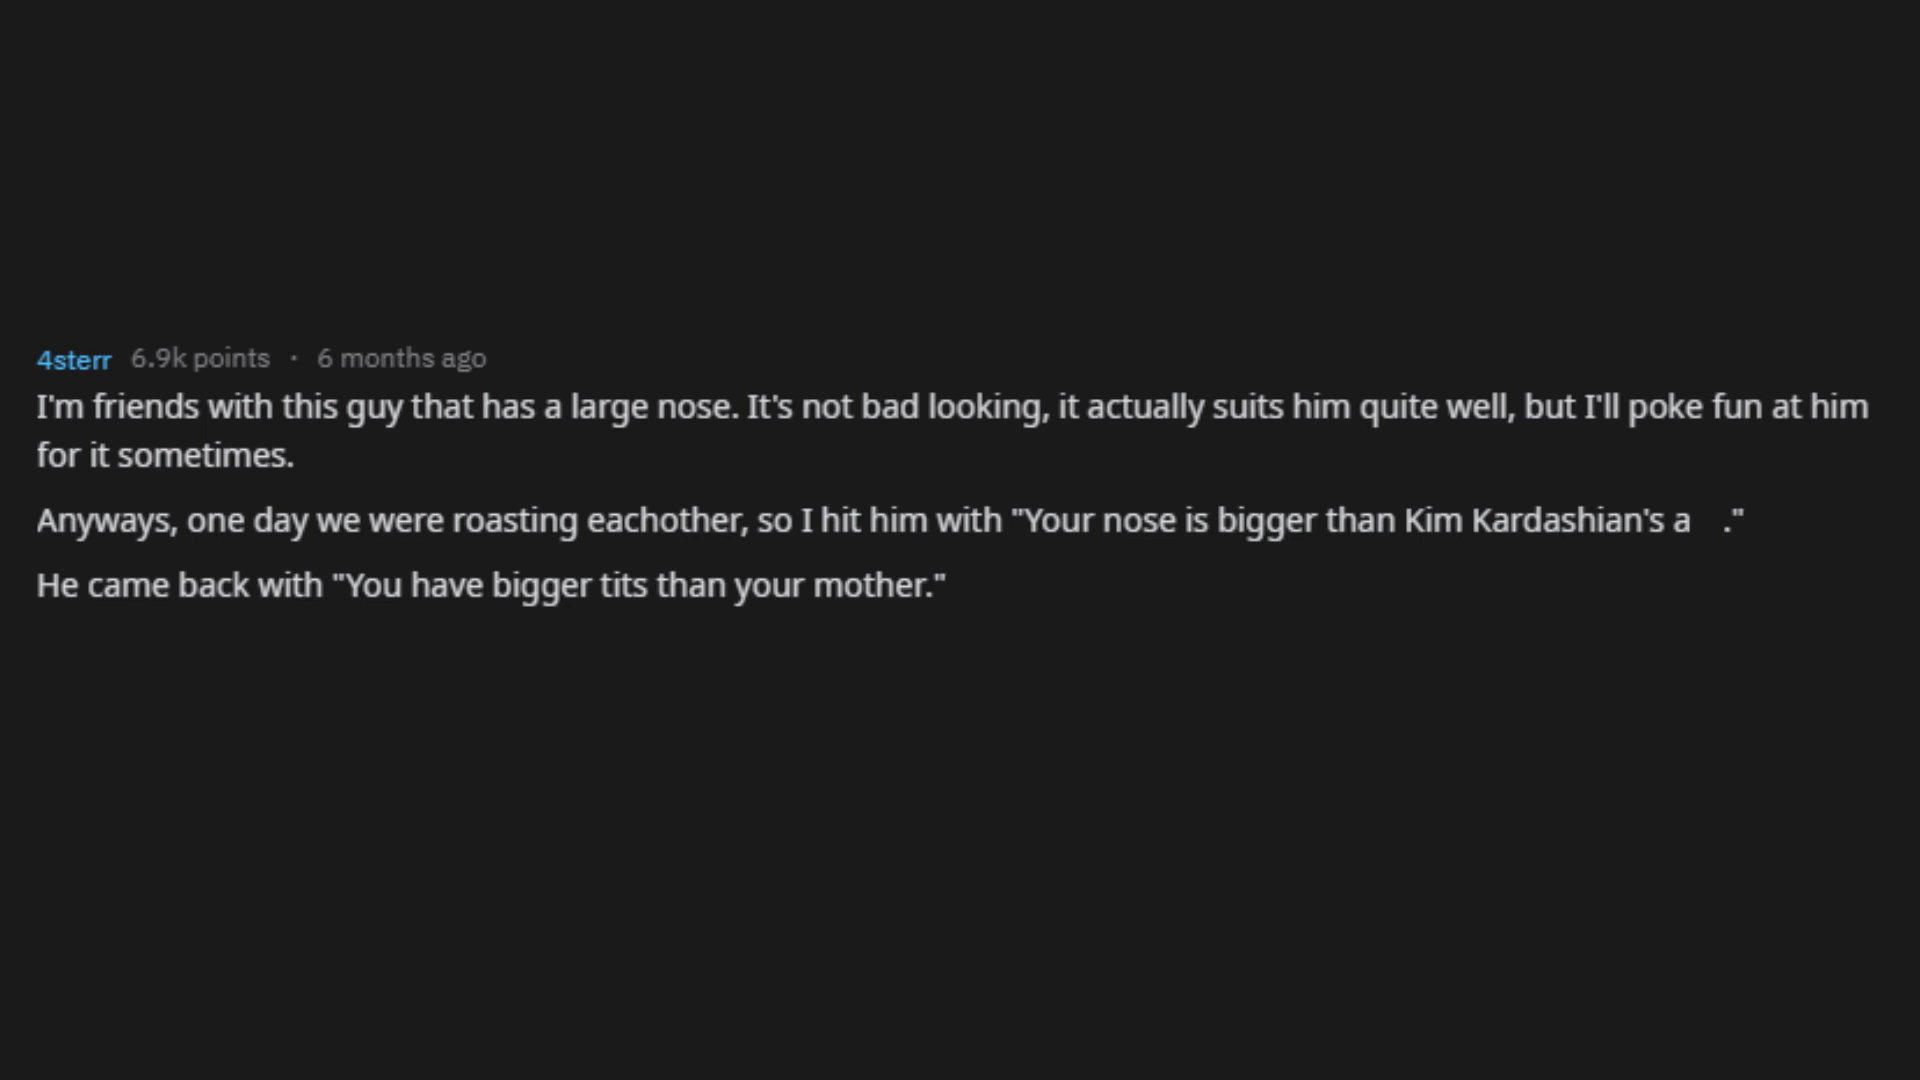 4sterr 6.9k points · 6 months ago
I'm friends with this guy that has a large nose. It's not bad looking, it actually suits him quite well, but I'll poke fun at him
for it sometimes.
Anyways, one day we were roasting eachother, so I hit him with "Your nose is bigger than Kim Kardashian's a    ."
He came back with "You have bigger tits than your mother."